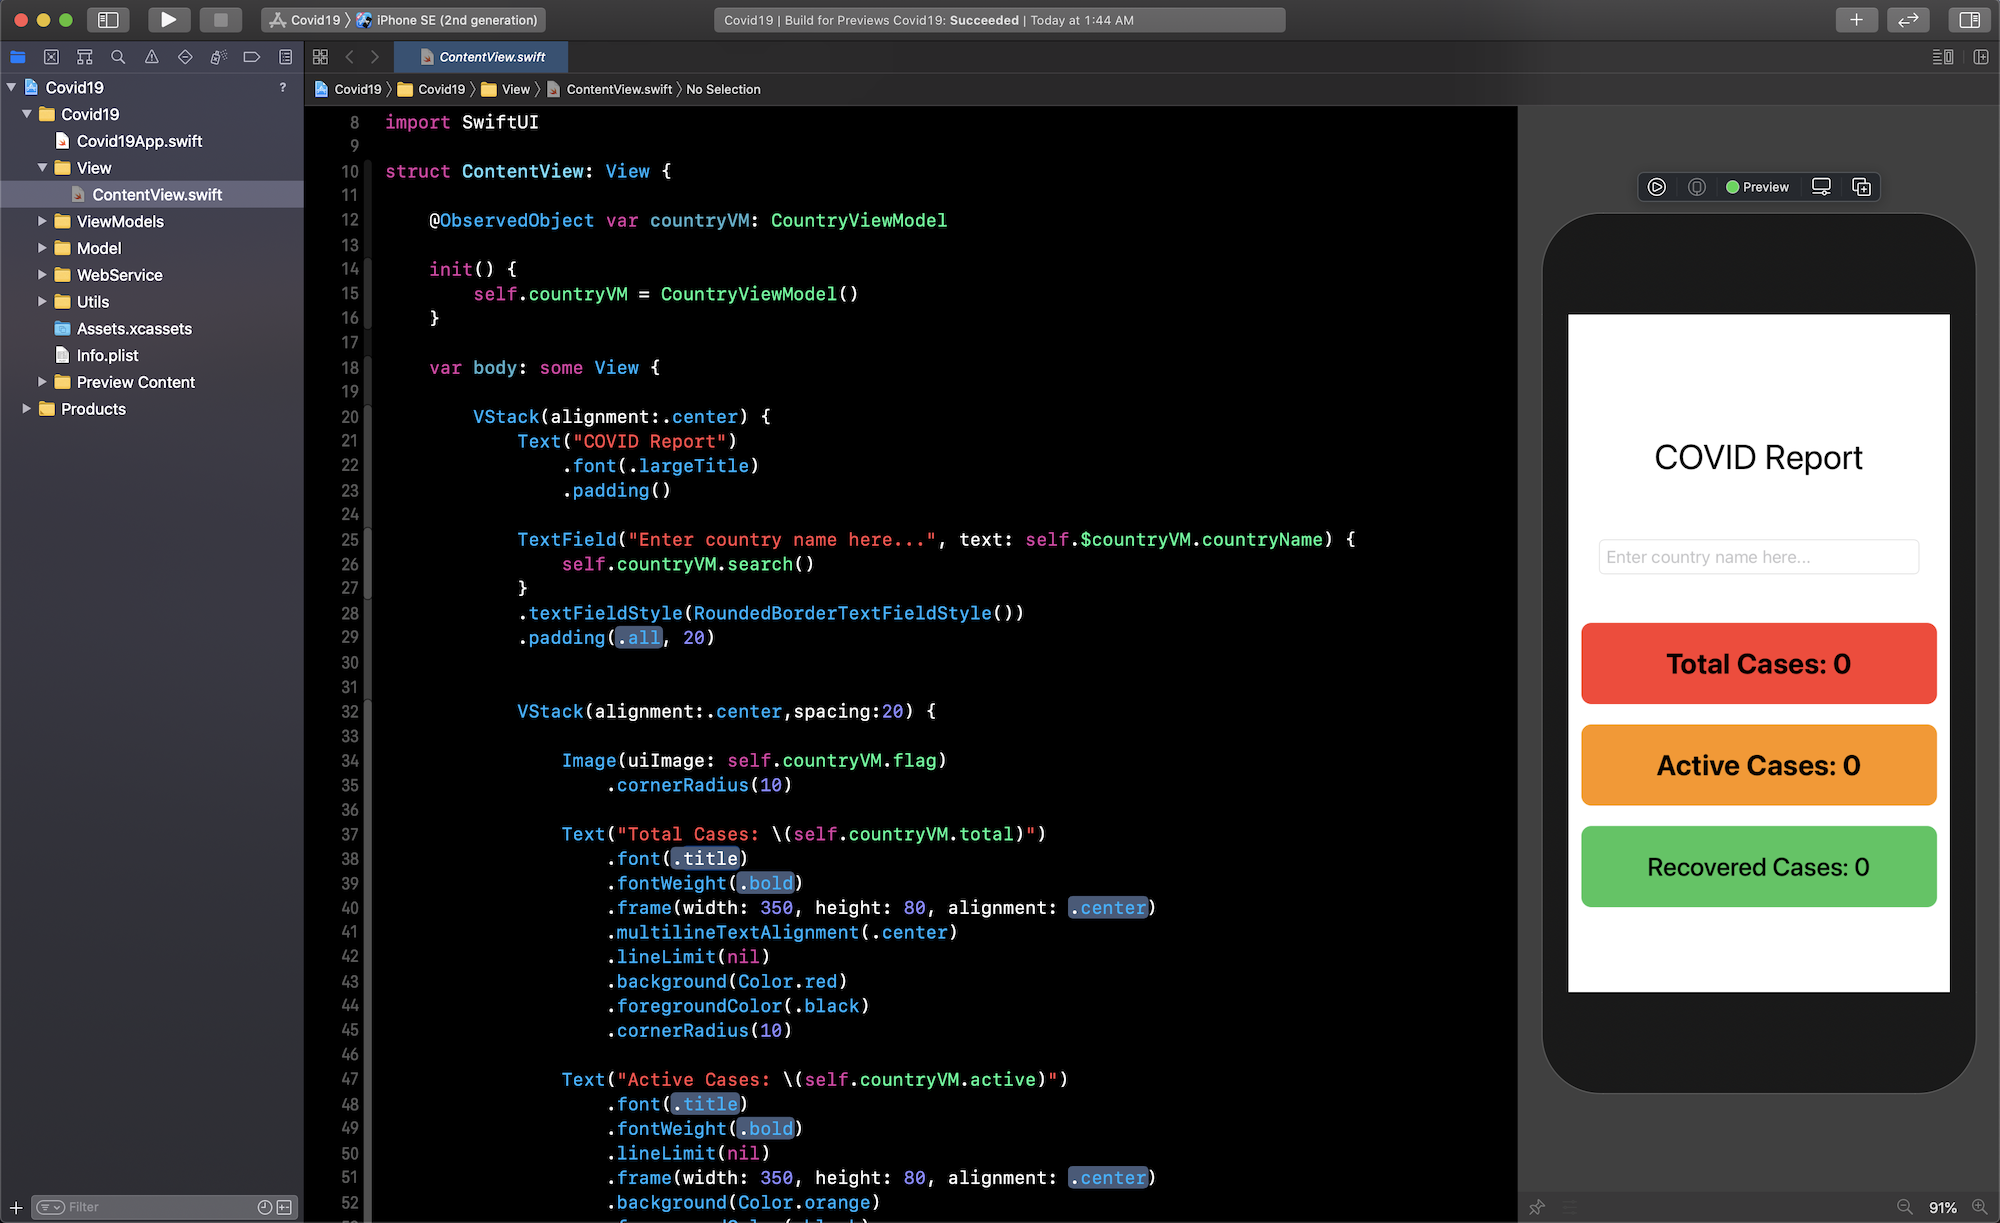 Covid19 〉 iPhone SE (2nd generation)
Covid19 | Build for Previews Covid19: Succeeded | Today at 1:44 AM
ContentView.swift
Covid19 〉 Covid19 〉 View 〉 ContentView.swift 〉 No Selection
Covid19 ?
Covid19
Covid19App.swift
View
ContentView.swift
ViewModels
Model
WebService
Utils
Assets.xcassets
Info.plist
Preview Content
Products
Filter
8 import SwiftUI
9
10 struct ContentView: View {
11
12 @ObservedObject var countryVM: CountryViewModel
13
14 init() {
15 self.countryVM = CountryViewModel()
16 }
17
18 var body: some View {
19
20 VStack(alignment:.center) {
21 Text("COVID Report")
22 .font(.largeTitle)
23 .padding()
24
25 TextField("Enter country name here...", text: self.$countryVM.countryName) {
26 self.countryVM.search()
27 }
28 .textFieldStyle(RoundedBorderTextFieldStyle())
29 .padding(.all, 20)
30
31
32 VStack(alignment:.center,spacing:20) {
33
34 Image(uiImage: self.countryVM.flag)
35 .cornerRadius(10)
36
37 Text("Total Cases: \(self.countryVM.total)")
38 .font(.title)
39 .fontWeight(.bold)
40 .frame(width: 350, height: 80, alignment: .center)
41 .multilineTextAlignment(.center)
42 .lineLimit(nil)
43 .background(Color.red)
44 .foregroundColor(.black)
45 .cornerRadius(10)
46
47 Text("Active Cases: \(self.countryVM.active)")
48 .font(.title)
49 .fontWeight(.bold)
50 .lineLimit(nil)
51 .frame(width: 350, height: 80, alignment: .center)
52 .background(Color.orange)
Preview
COVID Report
Enter country name here...
Total Cases: 0
Active Cases: 0
Recovered Cases: 0
91%